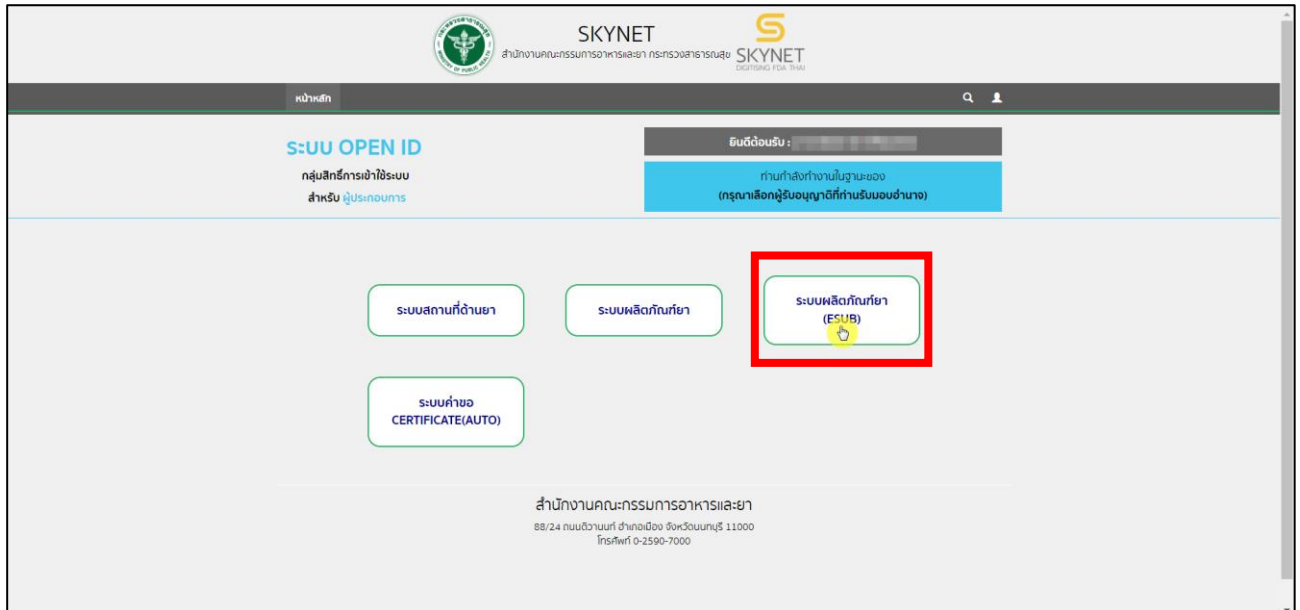 SKYNET
สำนักงานคณะกรรมการอาหารและยา กระทรวงสาธารณสุข
SKYNET
DIGITISING FDA THAI
หน้าหลัก
ระบบ OPEN ID
กลุ่มสิทธิ์การเข้าใช้ระบบ
สำหรับ ผู้ประกอบการ
ยินดีต้อนรับ :
ท่านกำลังทำงานในฐานะของ
(กรุณาเลือกผู้รับอนุญาติที่ท่านรับมอบอำนาจ)
ระบบสถานที่ด้านยา
ระบบผลิตภัณฑ์ยา
ระบบผลิตภัณฑ์ยา
(ESUB)
ระบบคำขอ
CERTIFICATE(AUTO)
สำนักงานคณะกรรมการอาหารและยา
88/24 ถนนติวานนท์ อำเภอเมือง จังหวัดนนทบุรี 11000
โทรศัพท์ 0-2590-7000